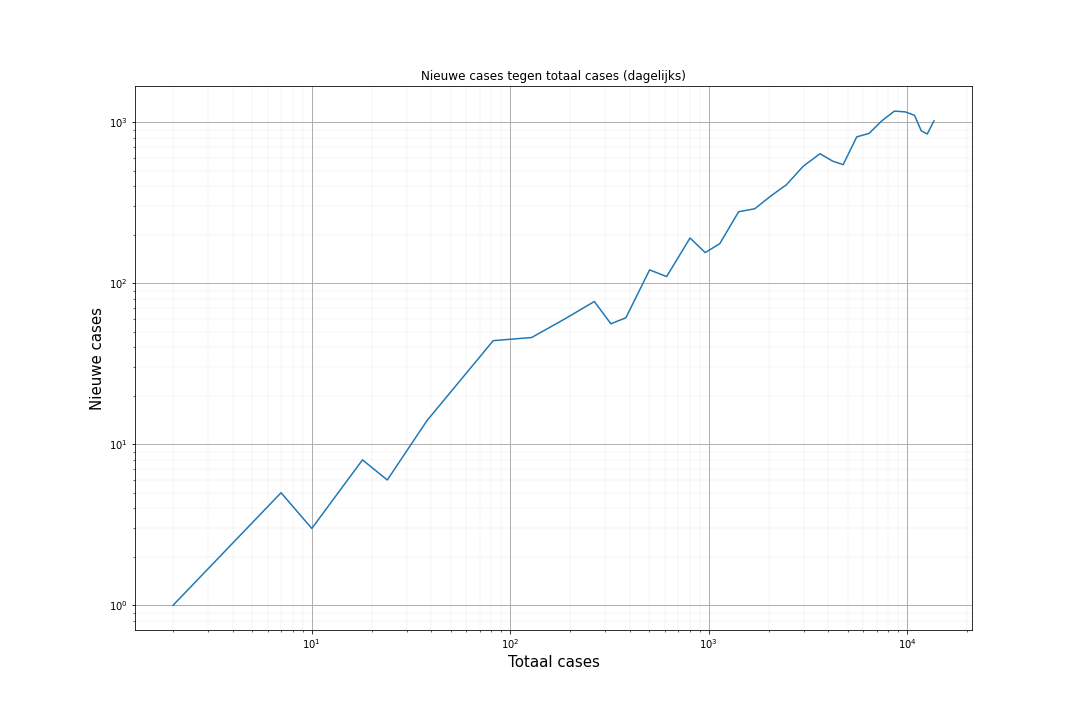 Nieuwe cases tegen totaal cases (dagelijks)
10³
10²
10¹
10⁰
Nieuwe cases
10¹ 10² 10³ 10⁴
Totaal cases